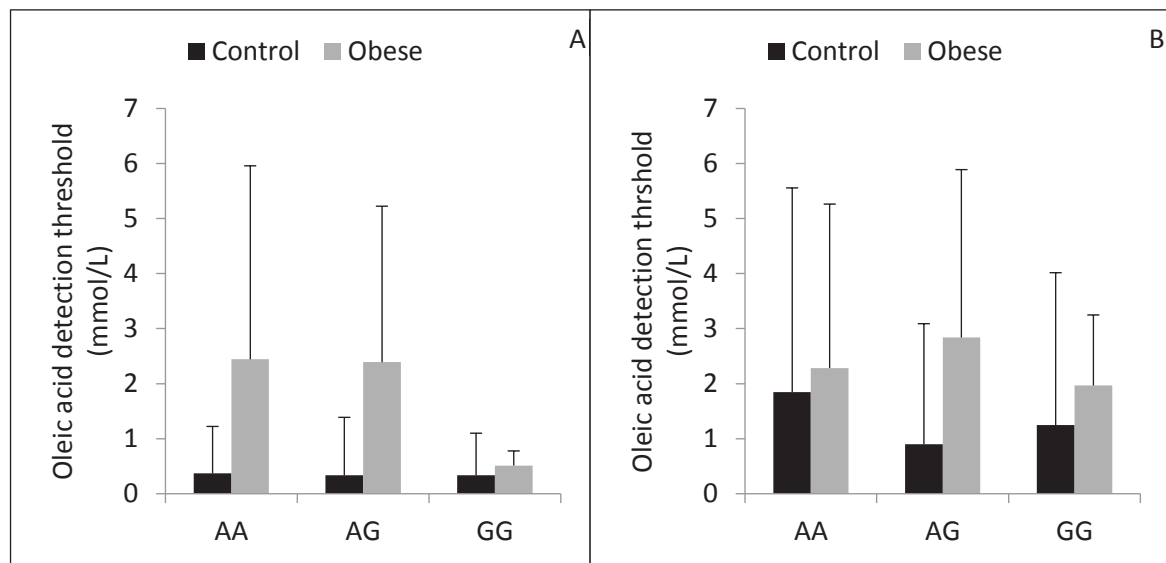 Control Obese A
Oleic acid detection threshold
(mmol/L)
7
6
5
4
3
2
1
0
AA AG GG
Control Obese B
Oleic acid detection thrshold
(mmol/L)
7
6
5
4
3
2
1
0
AA AG GG